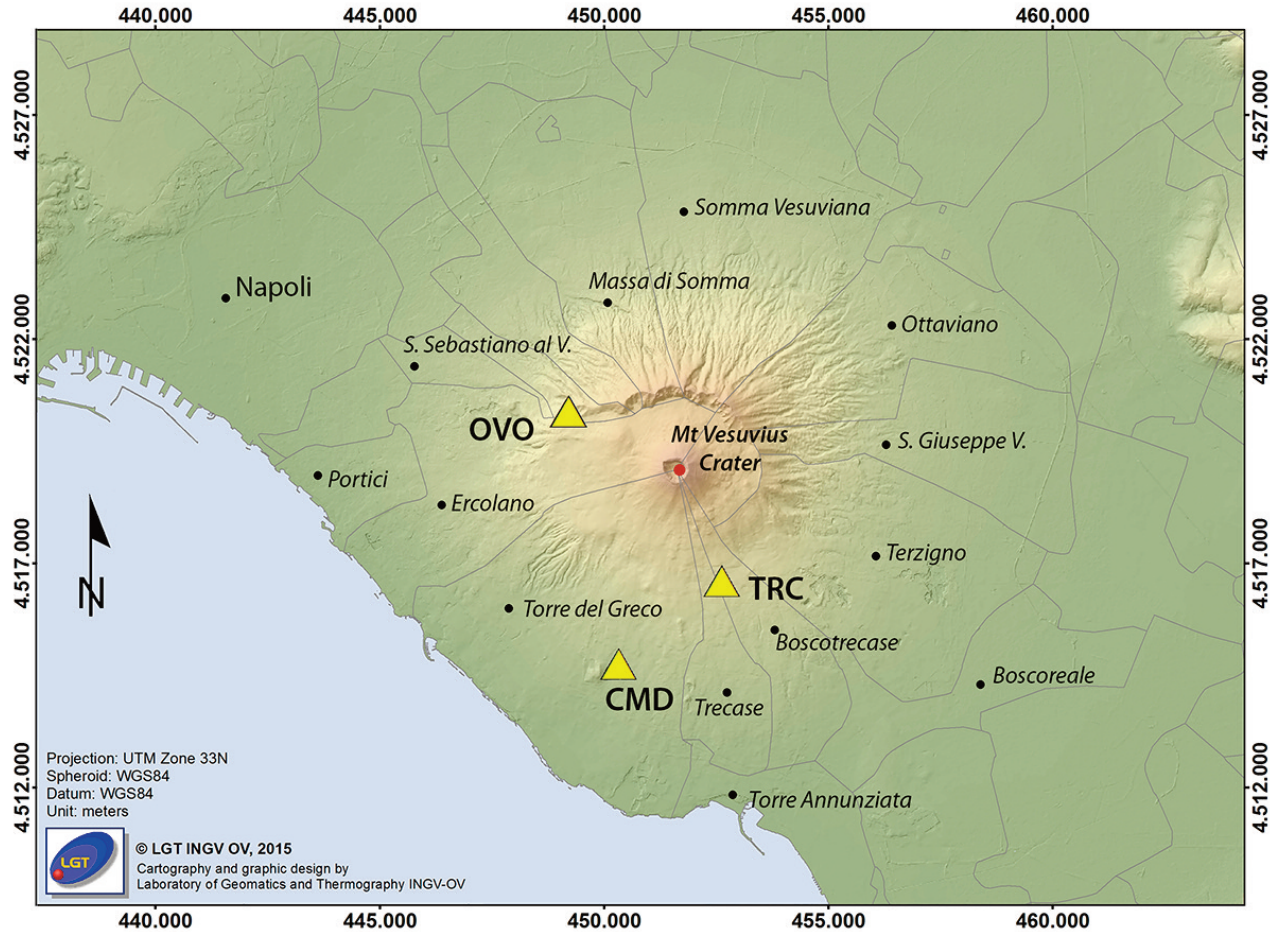 440.000 445.000 450.000 455.000 460.000
4.527.000
4.527.000
Somma Vesuviana
Massa di Somma
Napoli
Ottaviano
4.522.000
4.522.000
S. Sebastiano al V.
OVO
Mt Vesuvius
Crater
S. Giuseppe V.
Portici
Ercolano
4.517.000
4.517.000
Terzigno
N
TRC
Torre del Greco
Boscotrecase
Boscoreale
CMD
Trecase
Projection: UTM Zone 33N
Spheroid: WGS84
Datum: WGS84
Unit: meters
4.512.000
4.512.000
Torre Annunziata
LGT
© LGT INGV OV, 2015
Cartography and graphic design by
Laboratory of Geomatics and Thermography INGV-OV
440.000 445.000 450.000 455.000 460.000